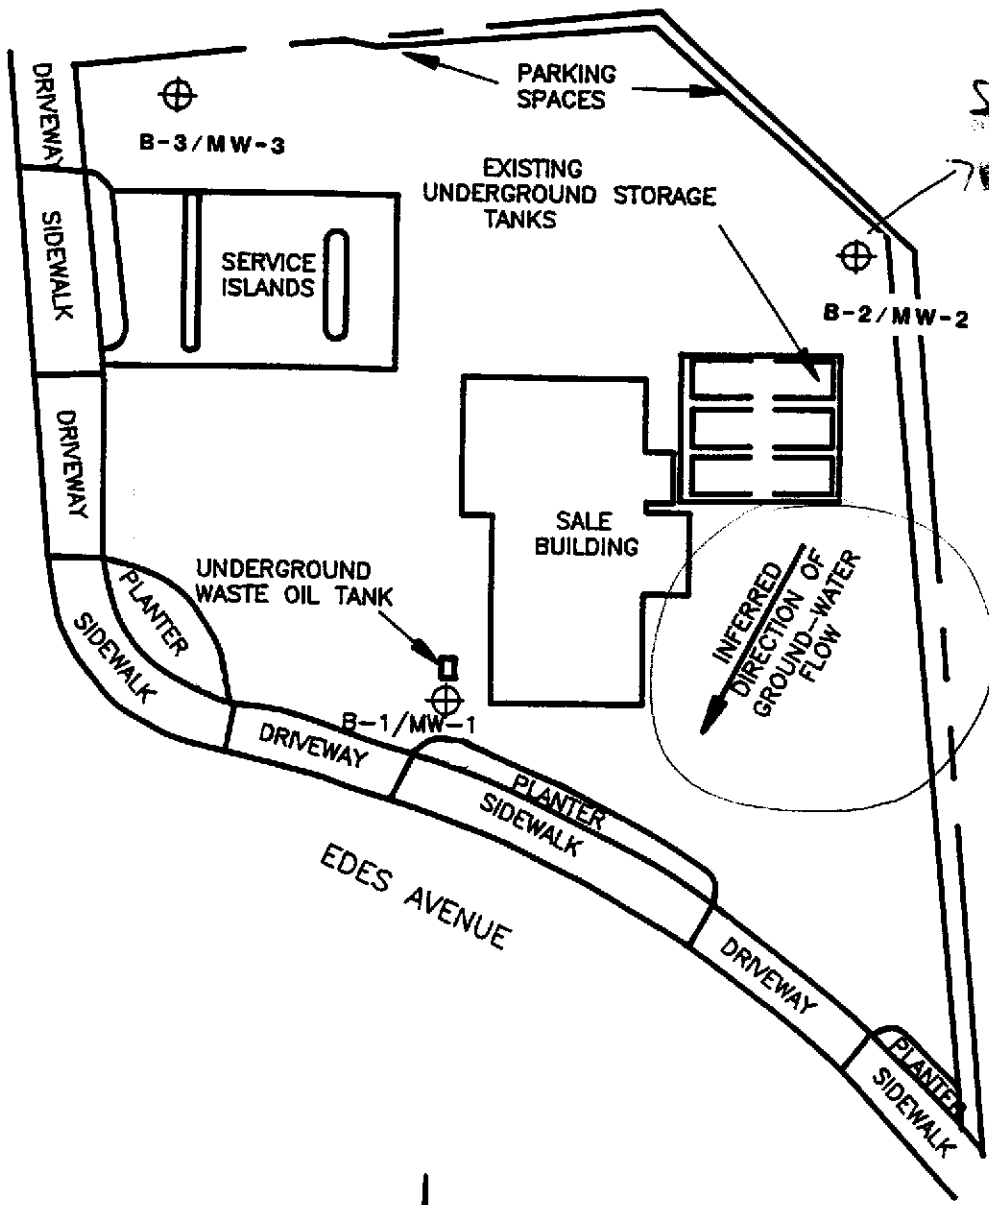 DRIVEWAY
PARKING
SPACES
B-3/MW-3
EXISTING
UNDERGROUND STORAGE
TANKS
SIDEWALK
SERVICE
ISLANDS
B-2/MW-2
DRIVEWAY
SALE
BUILDING
UNDERGROUND
WASTE OIL TANK
PLANTER
SIDEWALK
INFERRED
DIRECTION OF
GROUND-WATER
FLOW
B-1/MW-1
DRIVEWAY
PLANTER
SIDEWALK
EDES AVENUE
DRIVEWAY
PLANTER
SIDEWALK